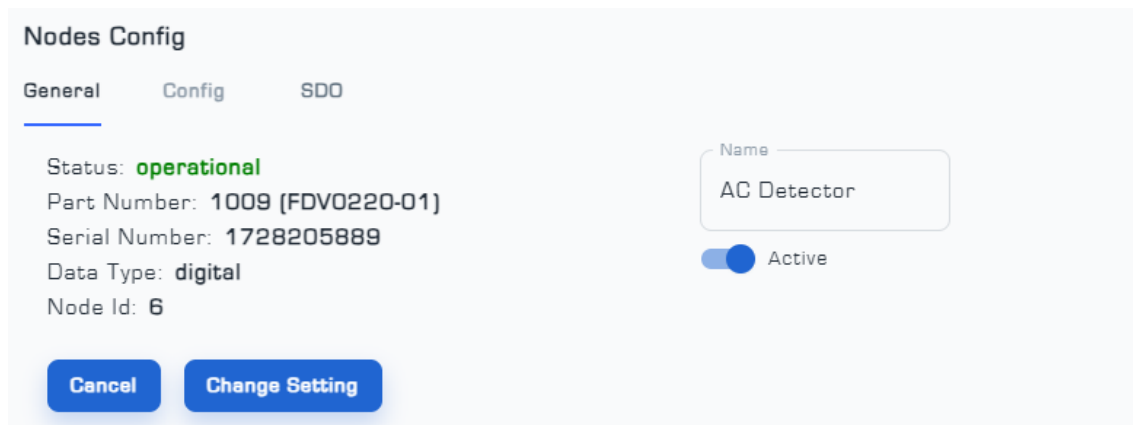 Nodes Config
General Config SDO
Status: operational
Part Number: 1009 (FDV0220-01)
Serial Number: 1728205889
Data Type: digital
Node Id: 6
Name
AC Detector
Active
Cancel Change Setting